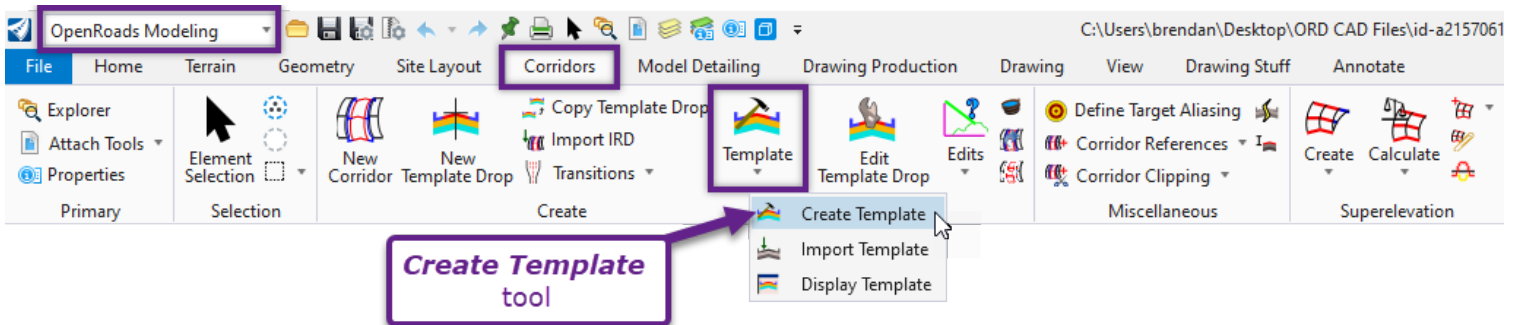 OpenRoads Modeling
C:\Users\brendan\Desktop\ORD CAD Files\id-a2157061
File Home Terrain Geometry Site Layout Corridors Model Detailing Drawing Production Drawing View Drawing Stuff Annotate
Explorer
Attach Tools
Properties
Primary
Element
Selection
Selection
New
Corridor
New
Template Drop
Copy Template Drop
Import IRD
Transitions
Template
Edit
Template Drop
Edits
Create
Define Target Aliasing
Corridor References
Corridor Clipping
Miscellaneous
Create
Calculate
Superelevation
Create Template
Import Template
Display Template
Create Template
tool